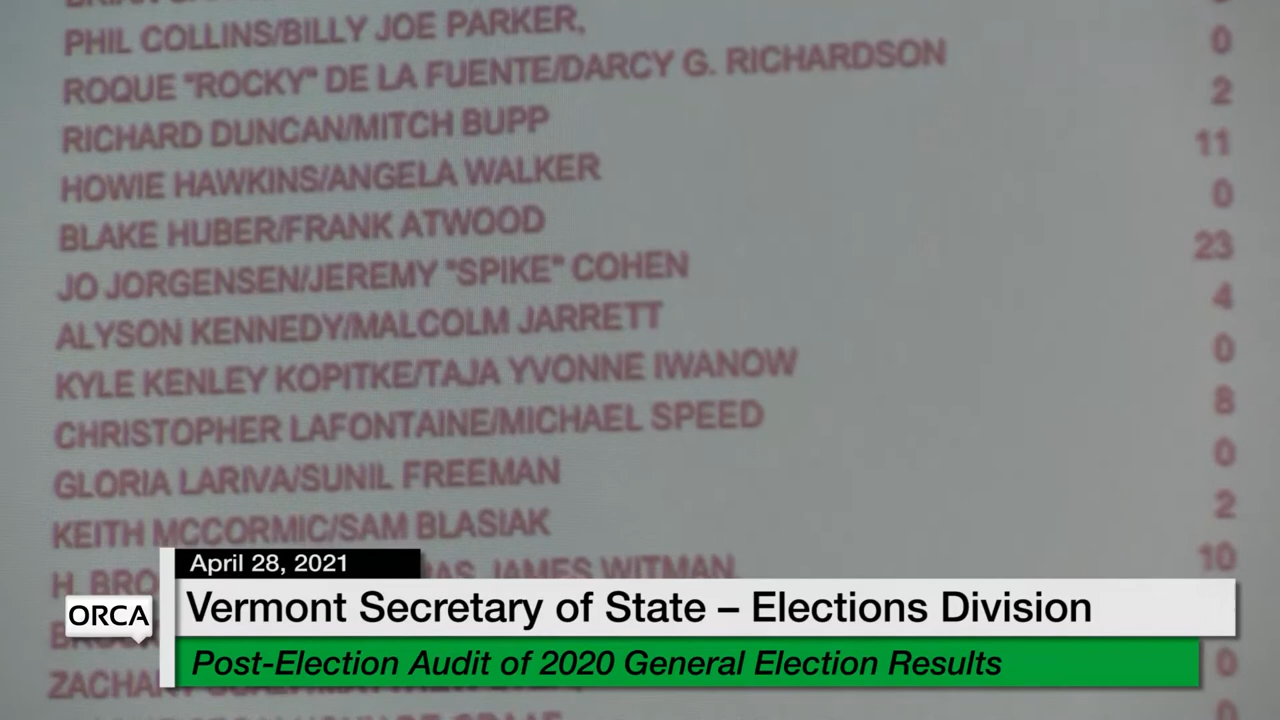 PHIL COLLINS/BILLY JOE PARKER,
ROQUE "ROCKY" DE LA FUENTE/DARCY G. RICHARDSON 0
RICHARD DUNCAN/MITCH BUPP 2
HOWIE HAWKINS/ANGELA WALKER 11
BLAKE HUBER/FRANK ATWOOD 0
JO JORGENSEN/JEREMY "SPIKE" COHEN 23
ALYSON KENNEDY/MALCOLM JARRETT 4
KYLE KENLEY KOPITKE/TAJA YVONNE IWANOW 0
CHRISTOPHER LAFONTAINE/MICHAEL SPEED 8
GLORIA LARIVA/SUNIL FREEMAN 0
KEITH MCCORMIC/SAM BLASIAK 2
H. JAMES WITMAN 10
ZACHARY 0
April 28, 2021
ORCA
Vermont Secretary of State – Elections Division
Post-Election Audit of 2020 General Election Results